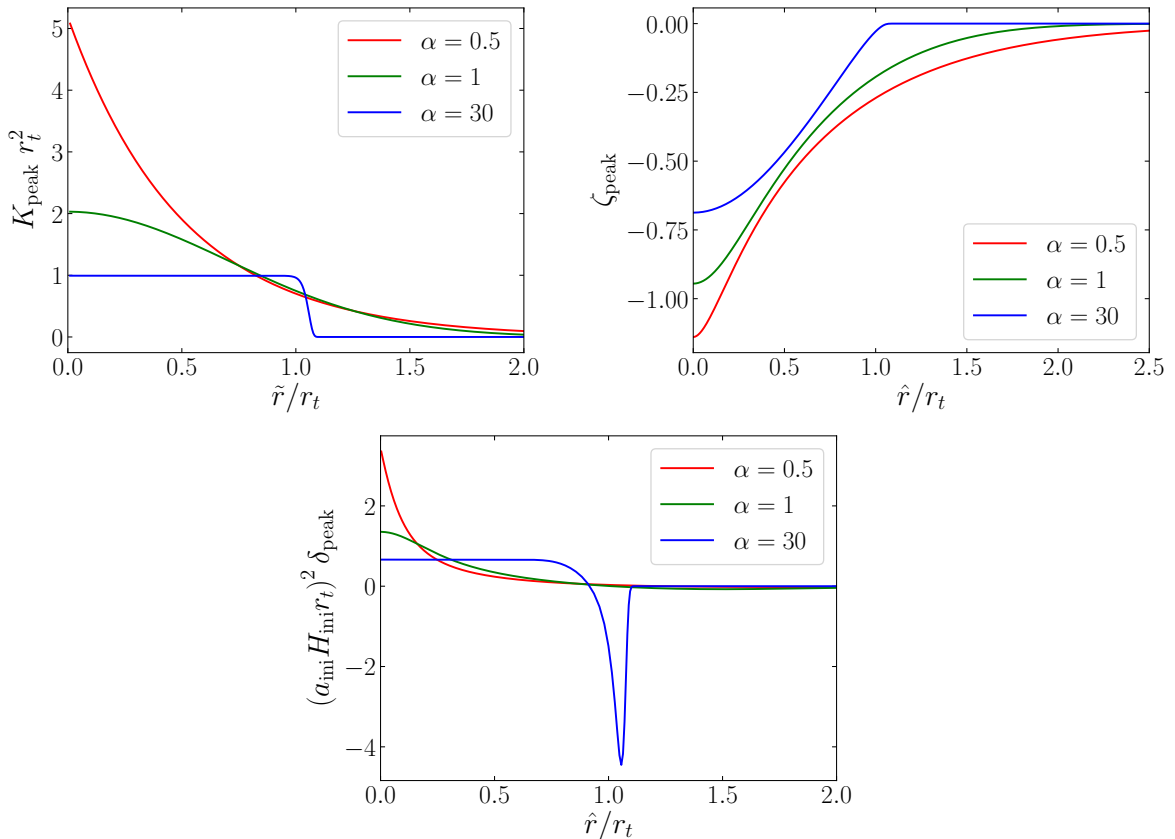 K_peak r_t^2
5
4
3
2
1
0
0.0 0.5 1.0 1.5 2.0
r̃/r_t
α = 0.5
α = 1
α = 30
ζ_peak
0.00
−0.25
−0.50
−0.75
−1.00
0.0 0.5 1.0 1.5 2.0 2.5
r̂/r_t
α = 0.5
α = 1
α = 30
(a_ini H_ini r_t)^2 δ_peak
2
0
−2
−4
0.0 0.5 1.0 1.5 2.0
r̂/r_t
α = 0.5
α = 1
α = 30